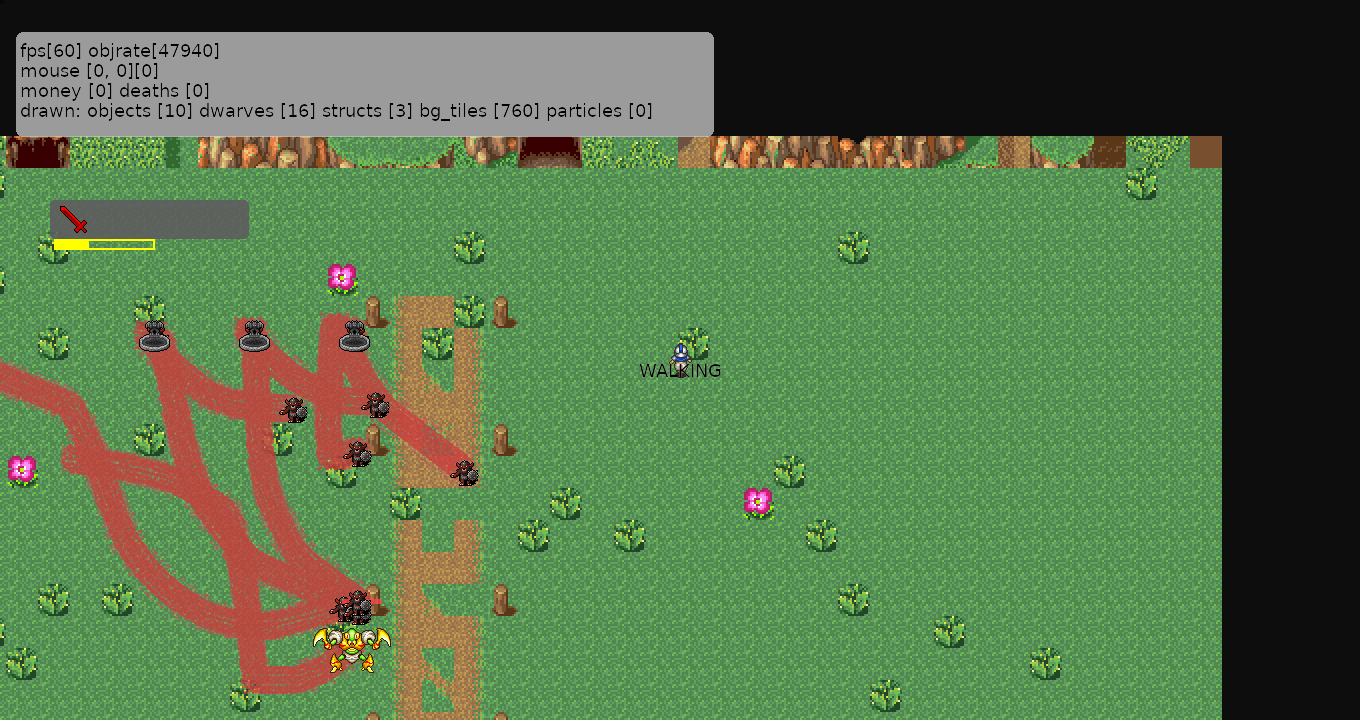 fps[60] objrate[47940]
mouse [0, 0][0]
money [0] deaths [0]
drawn: objects [10] dwarves [16] structs [3] bg_tiles [760] particles [0]
WALKING